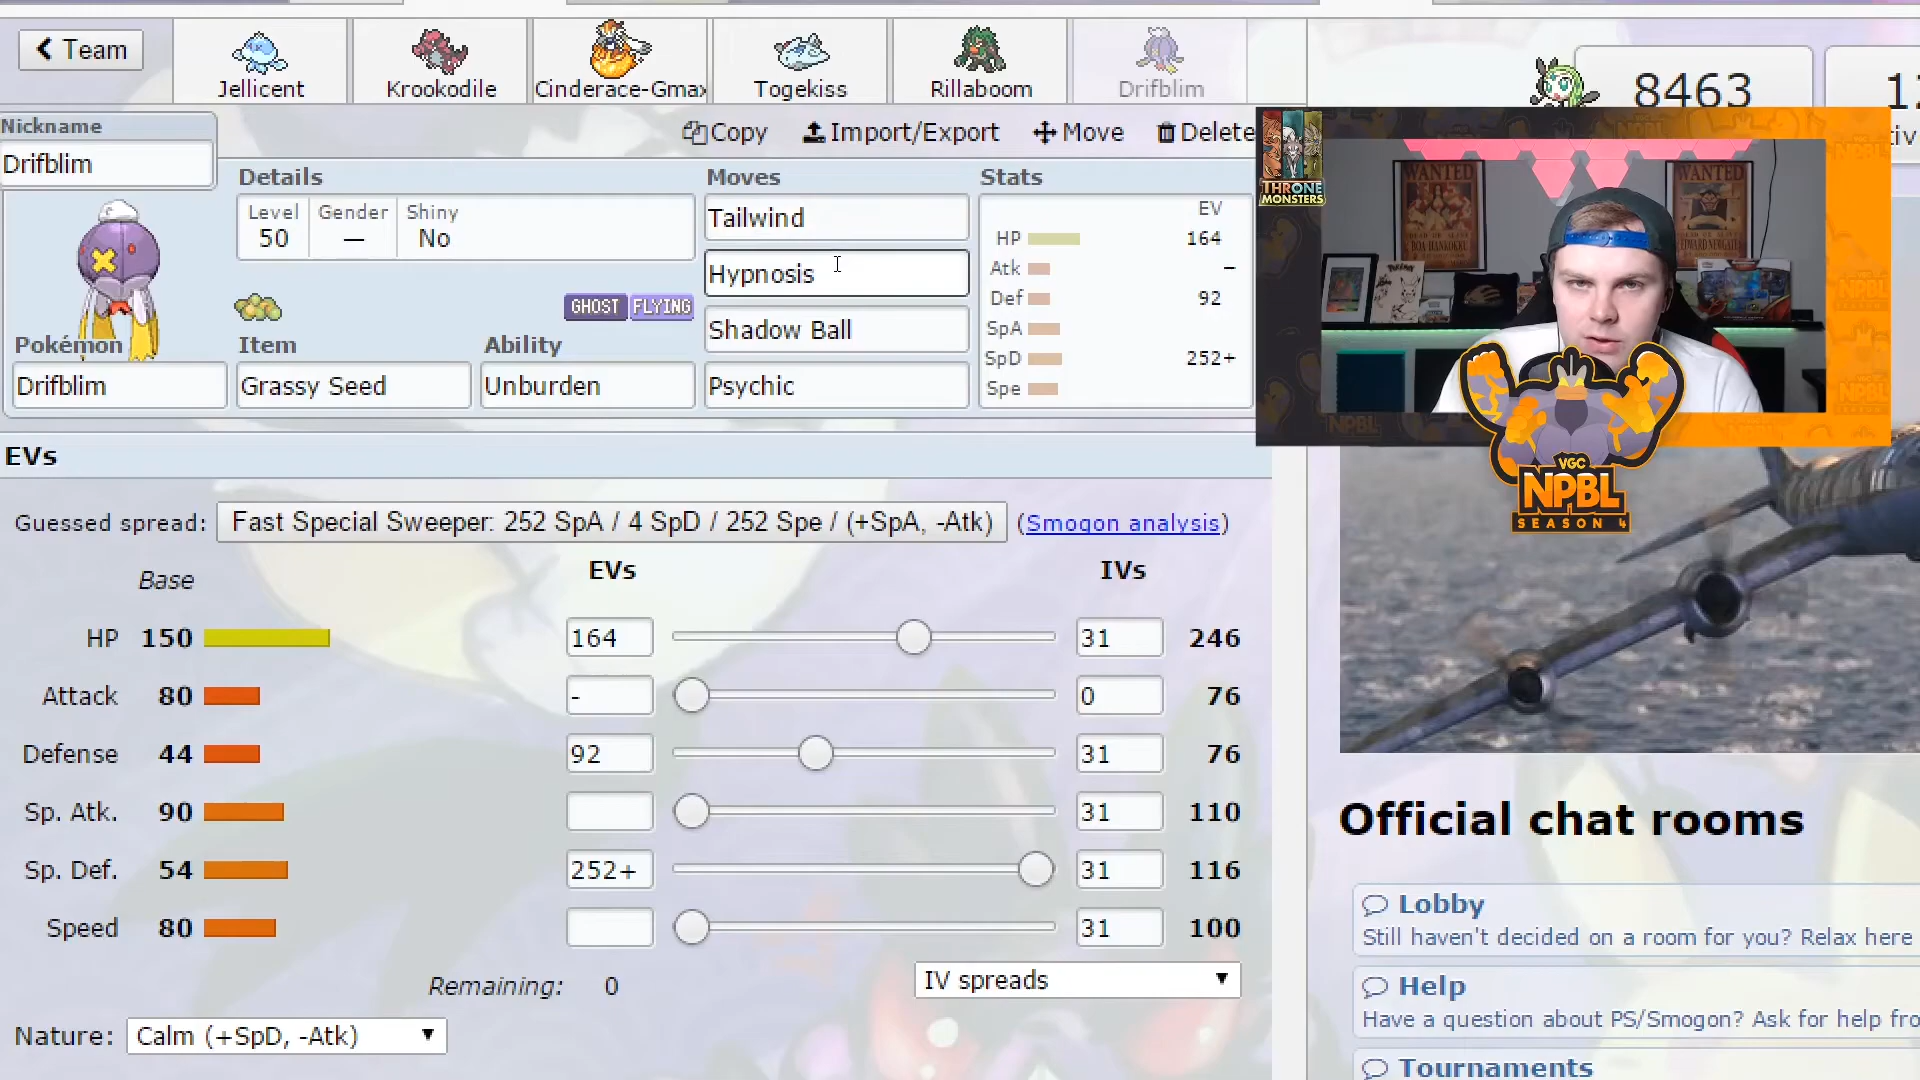 Team
Jellicent
Krookodile
Cinderace-Gmax
Togekiss
Rillaboom
Drifblim
8463
Nickname
Drifblim
Copy
Import/Export
Move
Delete
Details
Moves
Stats
Level
50
Gender
—
Shiny
No
GHOST
FLYING
Pokémon
Drifblim
Item
Grassy Seed
Ability
Unburden
Tailwind
Hypnosis
Shadow Ball
Psychic
EV
HP 164
Atk –
Def 92
SpA
SpD 252+
Spe
THRONE
MONSTERS
WANTED
WANTED
VGC
NPBL
SEASON 4
EVs
Guessed spread: Fast Special Sweeper: 252 SpA / 4 SpD / 252 Spe / (+SpA, -Atk) (Smogon analysis)
Base EVs IVs
HP 150 164 31 246
Attack 80 - 0 76
Defense 44 92 31 76
Sp. Atk. 90 31 110
Sp. Def. 54 252+ 31 116
Speed 80 31 100
Remaining: 0
IV spreads
Nature: Calm (+SpD, -Atk)
Official chat rooms
Lobby
Still haven't decided on a room for you? Relax here
Help
Have a question about PS/Smogon? Ask for help fro
Tournaments